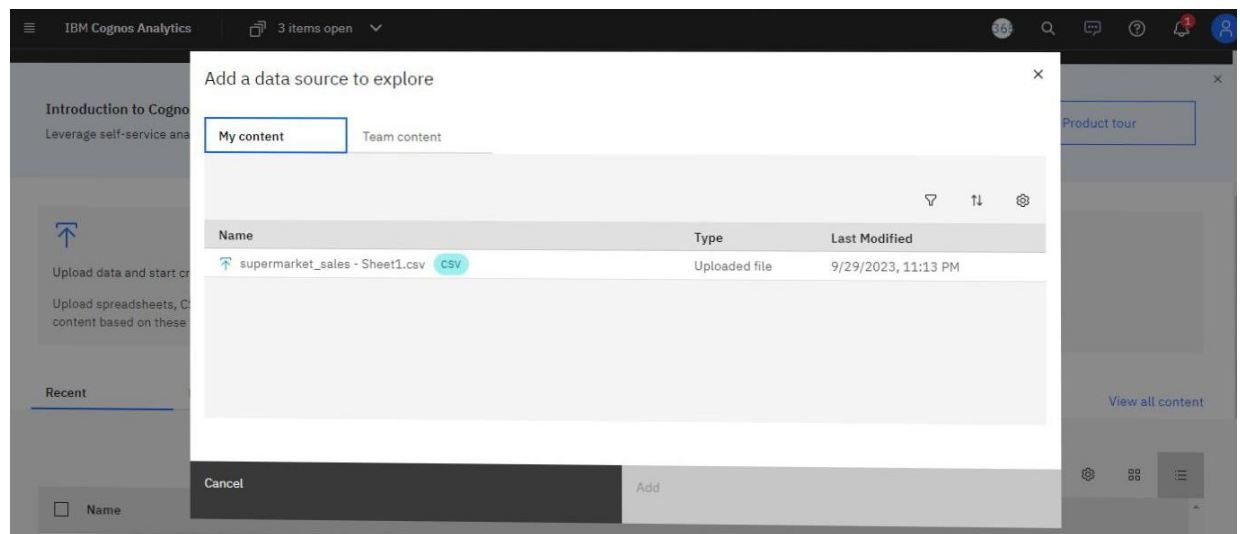 IBM Cognos Analytics
3 items open
1
Add a data source to explore
Introduction to Cogno
Leverage self-service ana
Product tour
My content
Team content
Name
Type
Last Modified
supermarket_sales - Sheet1.csv
CSV
Uploaded file
9/29/2023, 11:13 PM
Upload data and start cr
Upload spreadsheets, C
content based on these
Recent
View all content
Cancel
Add
Name